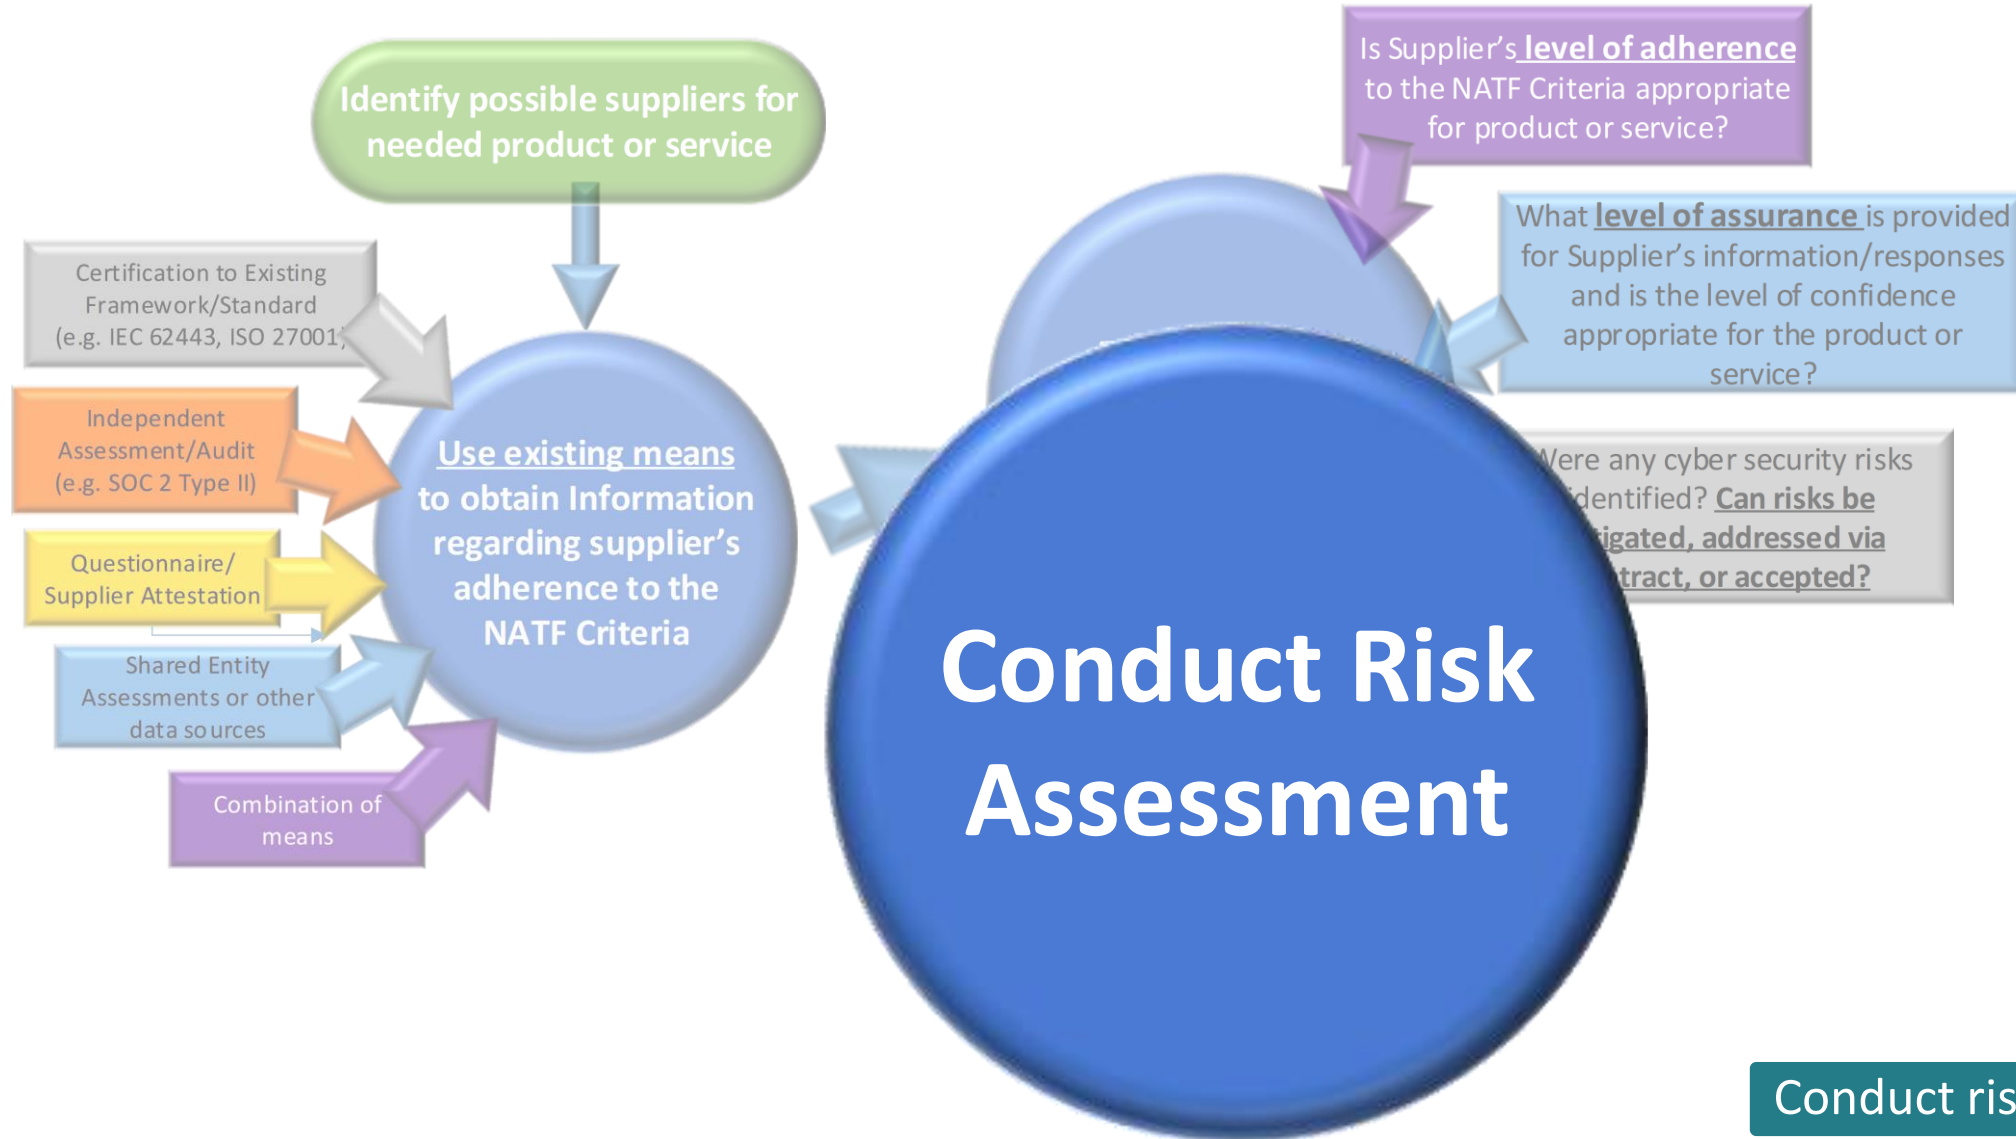 Identify possible suppliers for
needed product or service
Certification to Existing
Framework/Standard
(e.g. IEC 62443, ISO 27001)
Independent
Assessment/Audit
(e.g. SOC 2 Type II)
Questionnaire/
Supplier Attestation
Shared Entity
Assessments or other
data sources
Combination of
means
Use existing means
to obtain Information
regarding supplier's
adherence to the
NATF Criteria
Is Supplier's level of adherence
to the NATF Criteria appropriate
for product or service?
What level of assurance is provided
for Supplier's information/responses
and is the level of confidence
appropriate for the product or
service?
Were any cyber security risks
identified? Can risks be
tigated, addressed via
tract, or accepted?
Conduct Risk
Assessment
Conduct ris